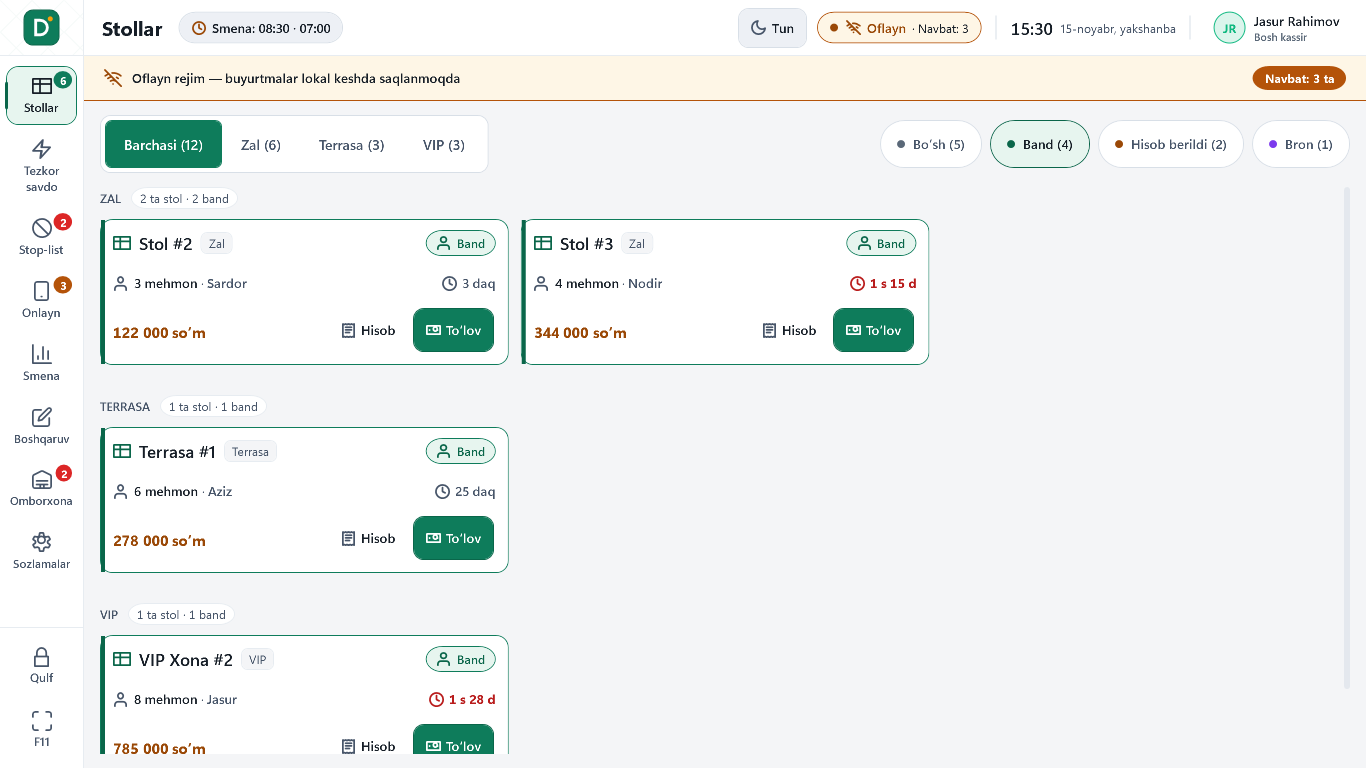 D
Stollar
Smena: 08:30 · 07:00
Tun
Oflayn · Navbat: 3
15:30
15-noyabr, yakshanba
JR
Jasur Rahimov
Bosh kassir
6
Stollar
Tezkor
savdo
2
Stop-list
3
Onlayn
Smena
Boshqaruv
2
Omborxona
Sozlamalar
Qulf
F11
Oflayn rejim — buyurtmalar lokal keshda saqlanmoqda
Navbat: 3 ta
Barchasi (12)
Zal (6)
Terrasa (3)
VIP (3)
Bo‘sh (5)
Band (4)
Hisob berildi (2)
Bron (1)
ZAL
2 ta stol · 2 band
Stol #2
Zal
Band
3 mehmon · Sardor
3 daq
122 000 so‘m
Hisob
To‘lov
Stol #3
Zal
Band
4 mehmon · Nodir
1 s 15 d
344 000 so‘m
Hisob
To‘lov
TERRASA
1 ta stol · 1 band
Terrasa #1
Terrasa
Band
6 mehmon · Aziz
25 daq
278 000 so‘m
Hisob
To‘lov
VIP
1 ta stol · 1 band
VIP Xona #2
VIP
Band
8 mehmon · Jasur
1 s 28 d
785 000 so‘m
Hisob
To‘lov